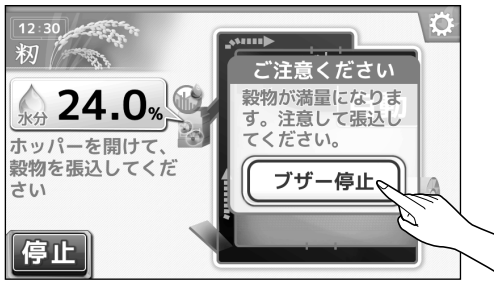 12:30
籾
水分 24.0%
ホッパーを開けて、
穀物を張込してくだ
さい
停止
ご注意ください
穀物が満量になりま
す。注意して張込し
てください。
ブザー停止